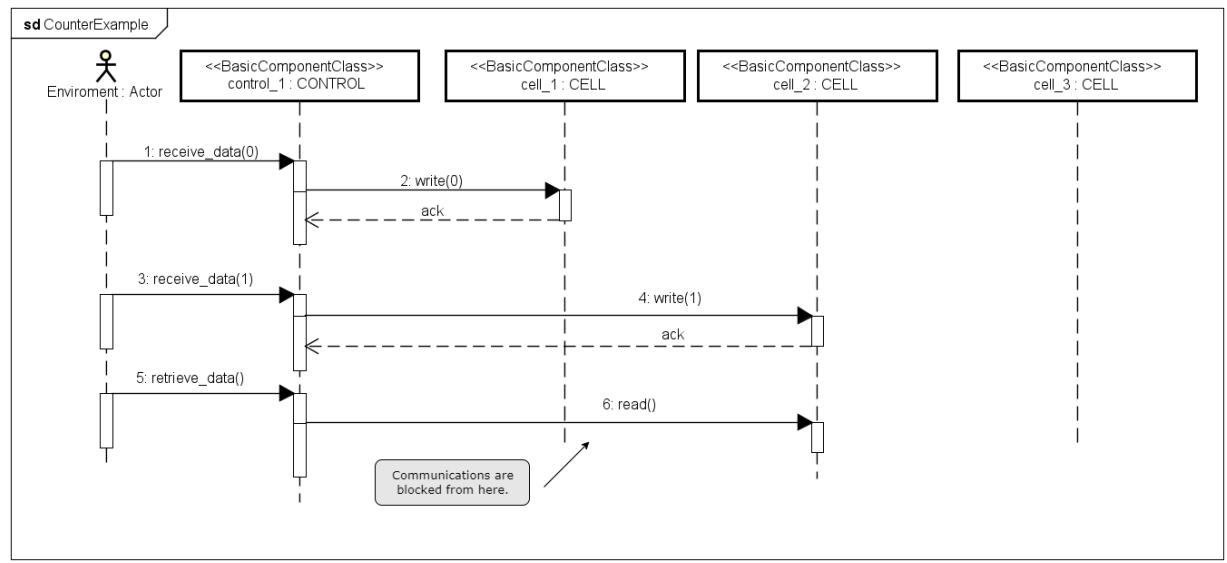 sd CounterExample
Enviroment : Actor
<<BasicComponentClass>>
control_1 : CONTROL
<<BasicComponentClass>>
cell_1 : CELL
<<BasicComponentClass>>
cell_2 : CELL
<<BasicComponentClass>>
cell_3 : CELL
1: receive_data(0)
2: write(0)
ack
3: receive_data(1)
4: write(1)
ack
5: retrieve_data()
6: read()
Communications are
blocked from here.